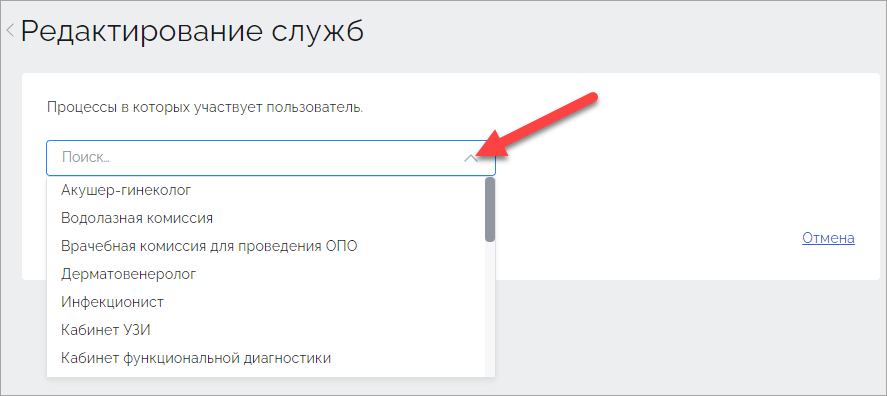 Редактирование служб
Процессы в которых участвует пользователь.
Поиск...
Акушер-гинеколог
Водолазная комиссия
Врачебная комиссия для проведения ОПО
Отмена
Дерматовенеролог
Инфекционист
Кабинет УЗИ
Кабинет функциональной диагностики